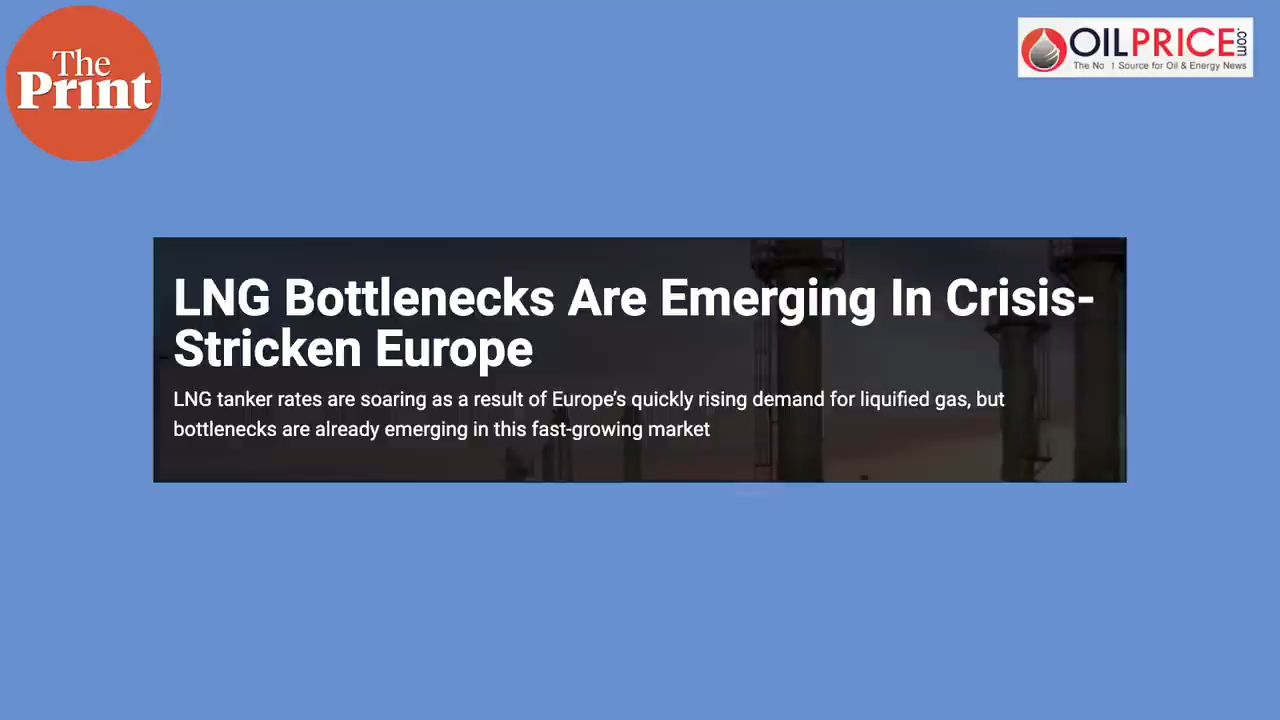 The
Print
OILPRICE.com
The No 1 Source for Oil & Energy News
LNG Bottlenecks Are Emerging In Crisis-
Stricken Europe
LNG tanker rates are soaring as a result of Europe’s quickly rising demand for liquified gas, but
bottlenecks are already emerging in this fast-growing market